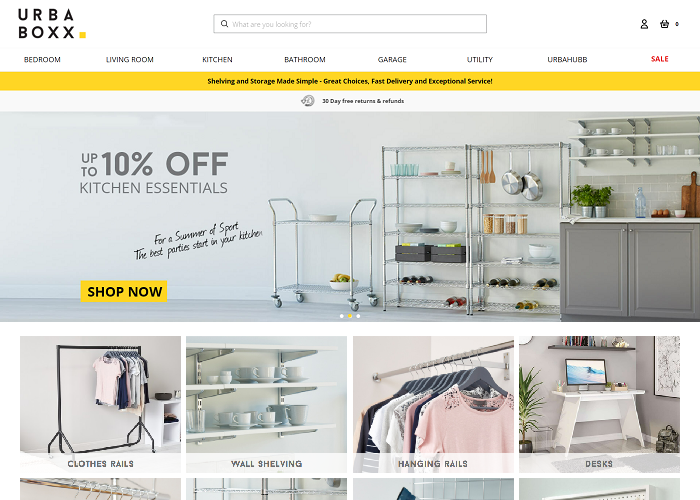 URBA
BOXX.
What are you looking for?
0
BEDROOM
LIVING ROOM
KITCHEN
BATHROOM
GARAGE
UTILITY
URBAHUBB
SALE
Shelving and Storage Made Simple - Great Choices, Fast Delivery and Exceptional Service!
30 Day free returns & refunds
UP TO 10% OFF
KITCHEN ESSENTIALS
For a Summer of Sport
The best parties start in your kitchen
SHOP NOW
CLOTHES RAILS
WALL SHELVING
HANGING RAILS
DESKS